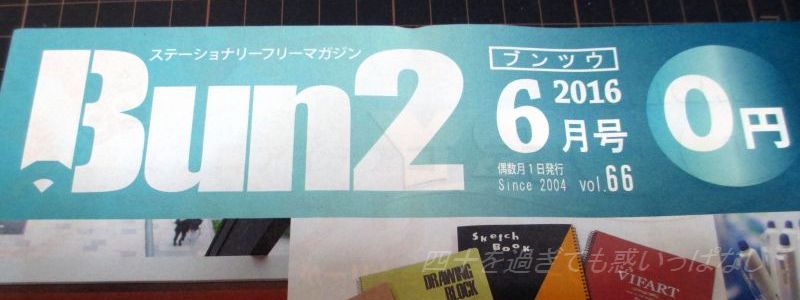 ステーショナリーフリーマガジン
Bun2
ブンツウ
2016
6月号
偶数月1日発行
Since 2004 vol.66
0円
Sketch
Book
DRAWING
BLOCK
VIFART
四十を過ぎても惑いっぱなし